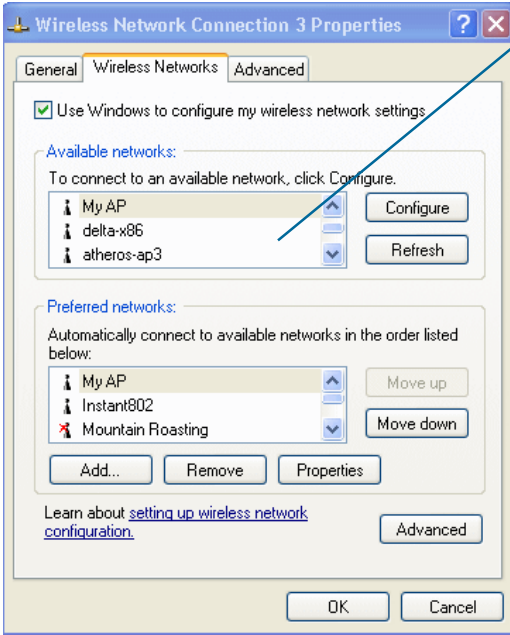 Wireless Network Connection 3 Properties
General Wireless Networks Advanced
Use Windows to configure my wireless network settings
Available networks:
To connect to an available network, click Configure.
My AP
Configure
delta-x86
atheros-ap3
Refresh
Preferred networks:
Automatically connect to available networks in the order listed
below:
My AP
Move up
Instant802
Mountain Roasting
Move down
Add... Remove Properties
Learn about setting up wireless network
configuration.
Advanced
OK Cancel